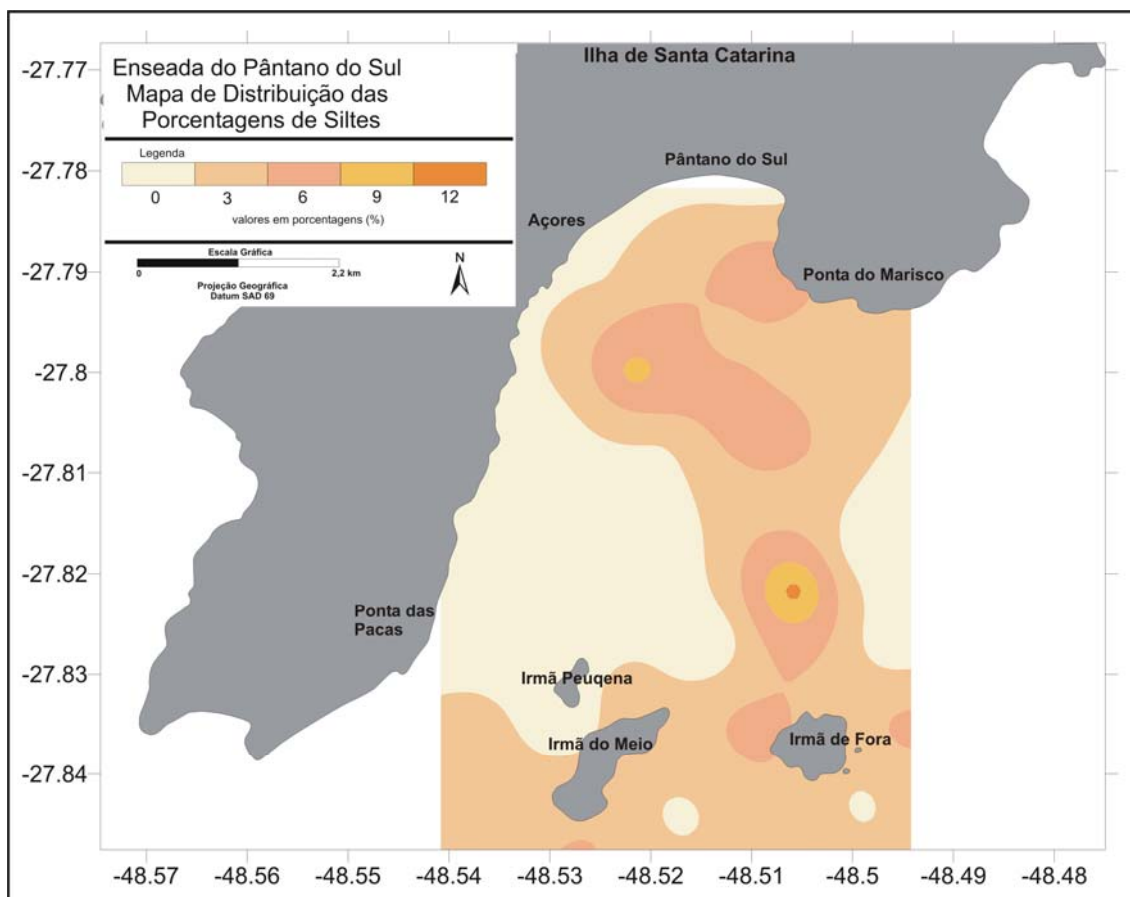 Enseada do Pântano do Sul
Mapa de Distribuição das
Porcentagens de Siltes
Legenda
0 3 6 9 12
valores em porcentagens (%)
Escala Gráfica
0 2,2 km
Projeção Geográfica
Datum SAD 69
N
Ilha de Santa Catarina
Pântano do Sul
Açores
Ponta do Marisco
Ponta das
Pacas
Irmã Peuqena
Irmã do Meio
Irmã de Fora
-27.77
-27.78
-27.79
-27.8
-27.81
-27.82
-27.83
-27.84
-48.57 -48.56 -48.55 -48.54 -48.53 -48.52 -48.51 -48.5 -48.49 -48.48